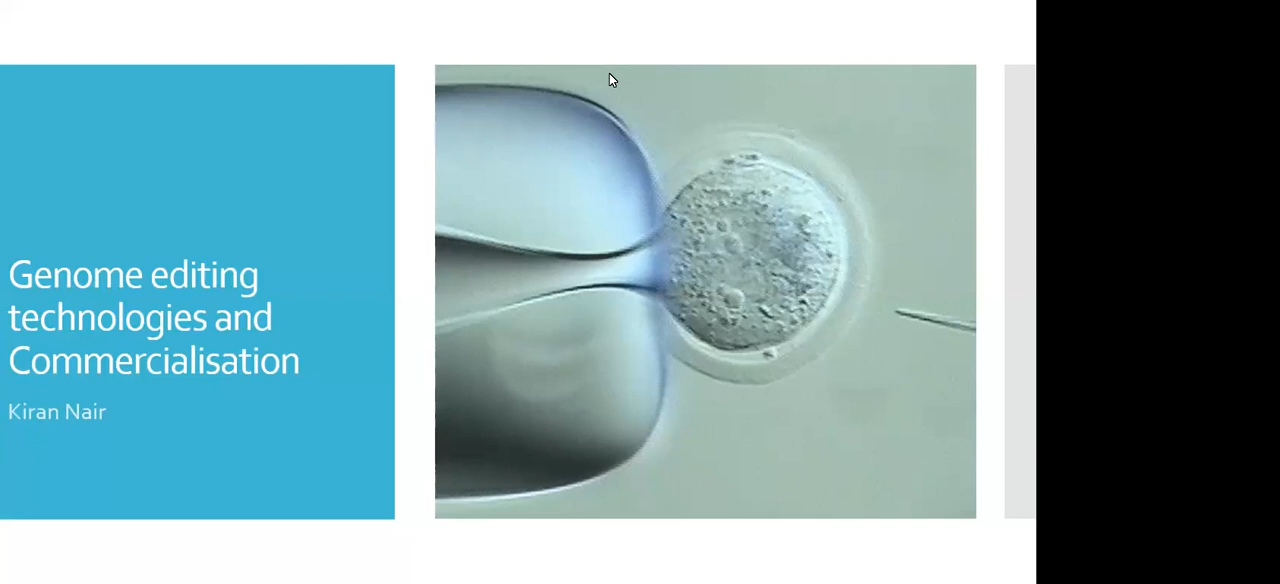 Genome editing
technologies and
Commercialisation
Kiran Nair